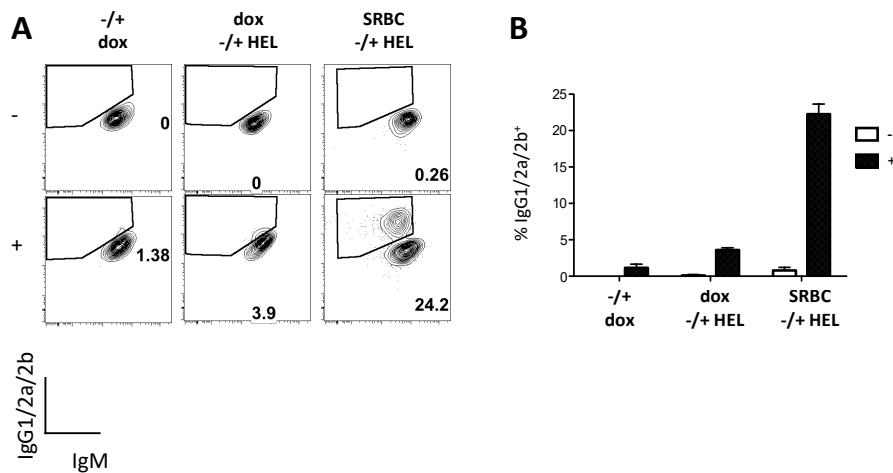 A
-/+
dox
dox
-/+ HEL
SRBC
-/+ HEL
-
0
0
0.26
+
1.38
3.9
24.2
IgG1/2a/2b
IgM
B
% IgG1/2a/2b⁺
25
20
15
10
5
0
-/+
dox
dox
-/+ HEL
SRBC
-/+ HEL
-
+